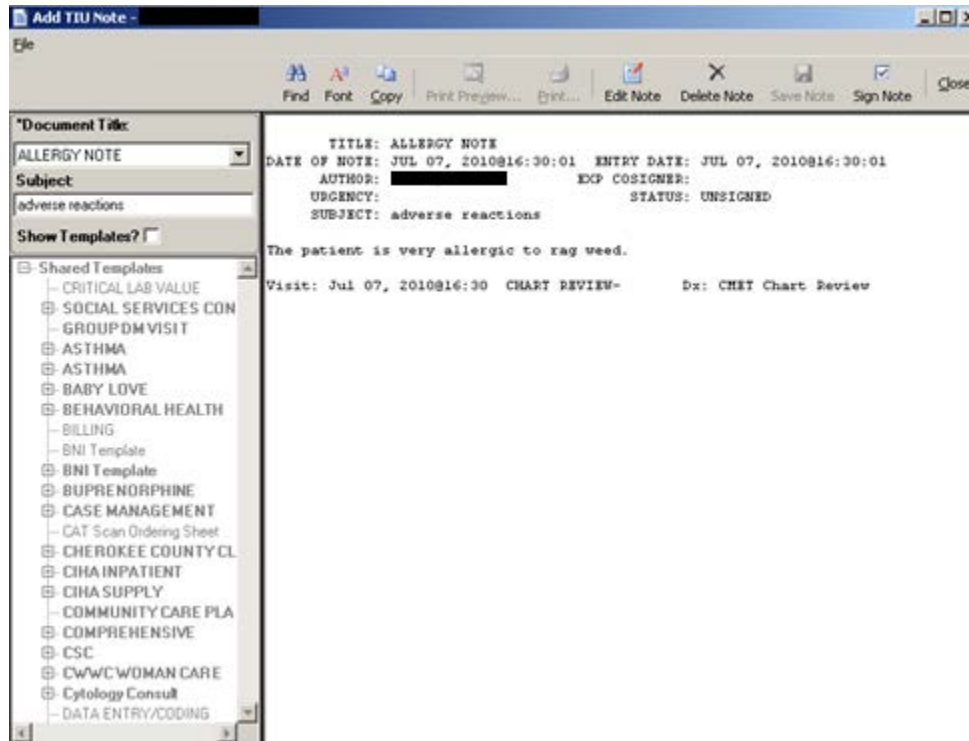 Add TIU Note -
File
Find Font Copy Print Preview... Print... Edit Note Delete Note Save Note Sign Note Close
*Document Title:
ALLERGY NOTE
Subject:
adverse reactions
Show Templates?
Shared Templates
CRITICAL LAB VALUE
SOCIAL SERVICES CON
GROUP DM VISIT
ASTHMA
ASTHMA
BABY LOVE
BEHAVIORAL HEALTH
BILLING
BNI Template
BNI Template
BUPRENORPHINE
CASE MANAGEMENT
CAT Scan Ordering Sheet
CHEROKEE COUNTY CL
CIHA INPATIENT
CIHA SUPPLY
COMMUNITY CARE PLA
COMPREHENSIVE
CSC
CWWC WOMAN CARE
Cytology Consult
DATA ENTRY/CODING
TITLE: ALLERGY NOTE
DATE OF NOTE: JUL 07, 2010@16:30:01 ENTRY DATE: JUL 07, 2010@16:30:01
AUTHOR: EXP COSIGNER:
URGENCY: STATUS: UNSIGNED
SUBJECT: adverse reactions
The patient is very allergic to rag weed.
Visit: Jul 07, 2010@16:30 CHART REVIEW- Dx: CMET Chart Review